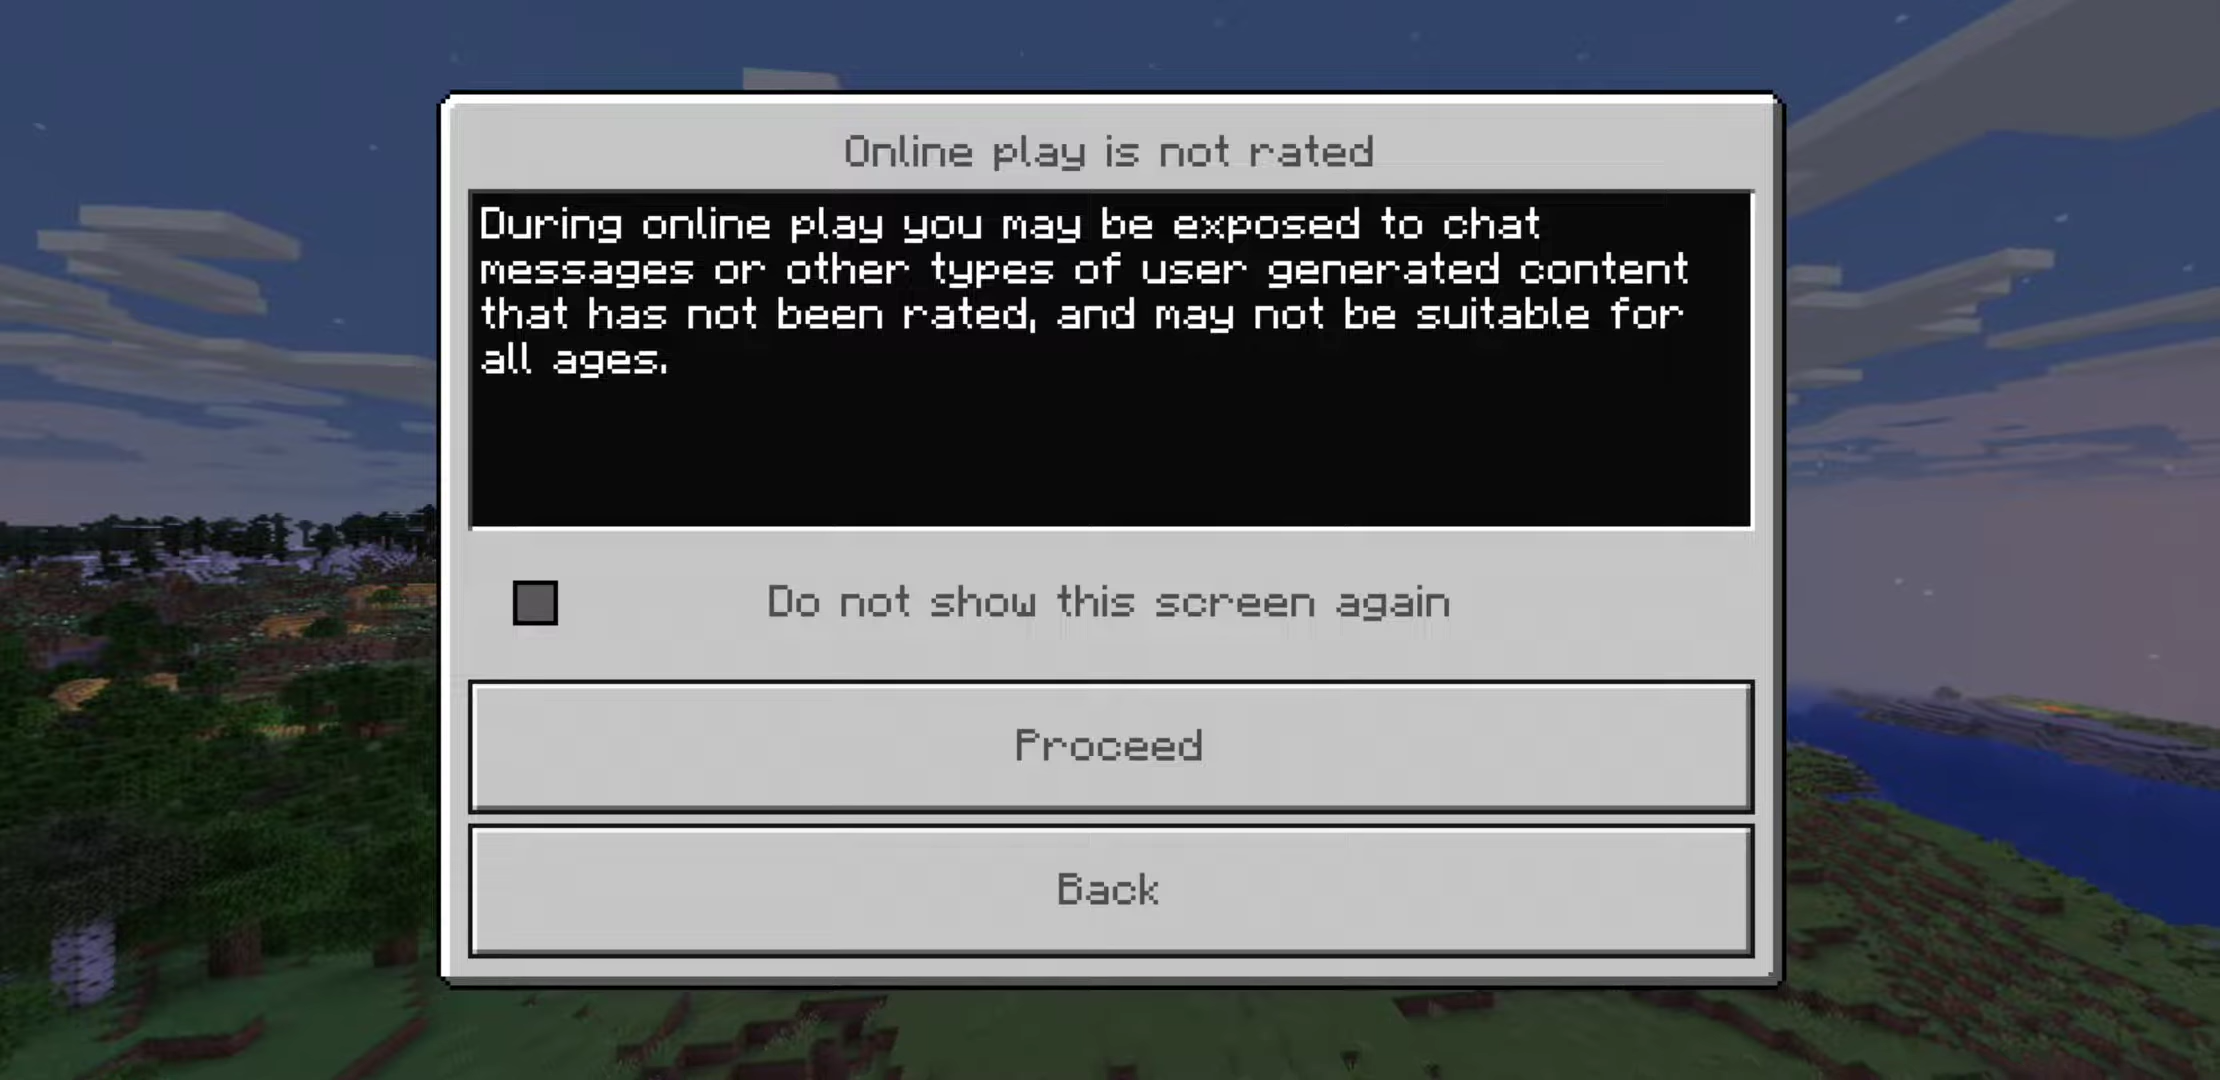 Online play is not rated
During online play you may be exposed to chat
messages or other types of user generated content
that has not been rated, and may not be suitable for
all ages.
Do not show this screen again
Proceed
Back